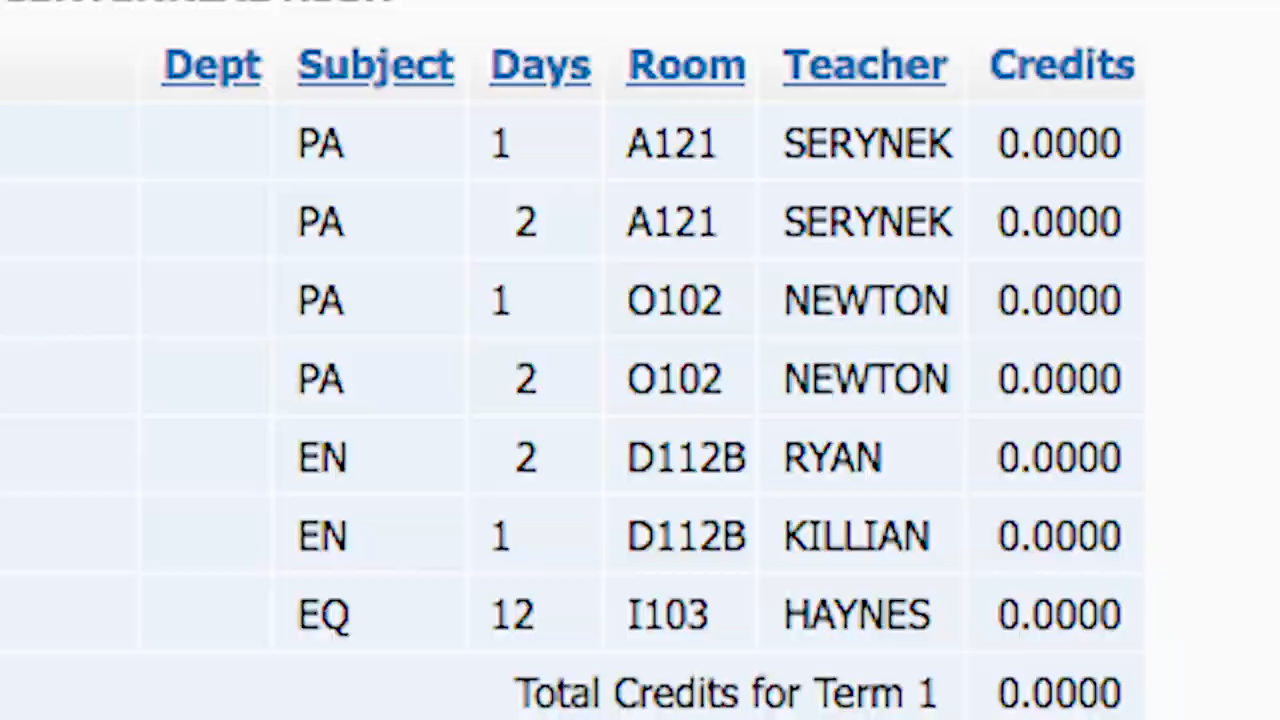 Dept Subject Days Room Teacher Credits
PA 1 A121 SERYNEK 0.0000
PA 2 A121 SERYNEK 0.0000
PA 1 O102 NEWTON 0.0000
PA 2 O102 NEWTON 0.0000
EN 2 D112B RYAN 0.0000
EN 1 D112B KILLIAN 0.0000
EQ 12 I103 HAYNES 0.0000
Total Credits for Term 1 0.0000